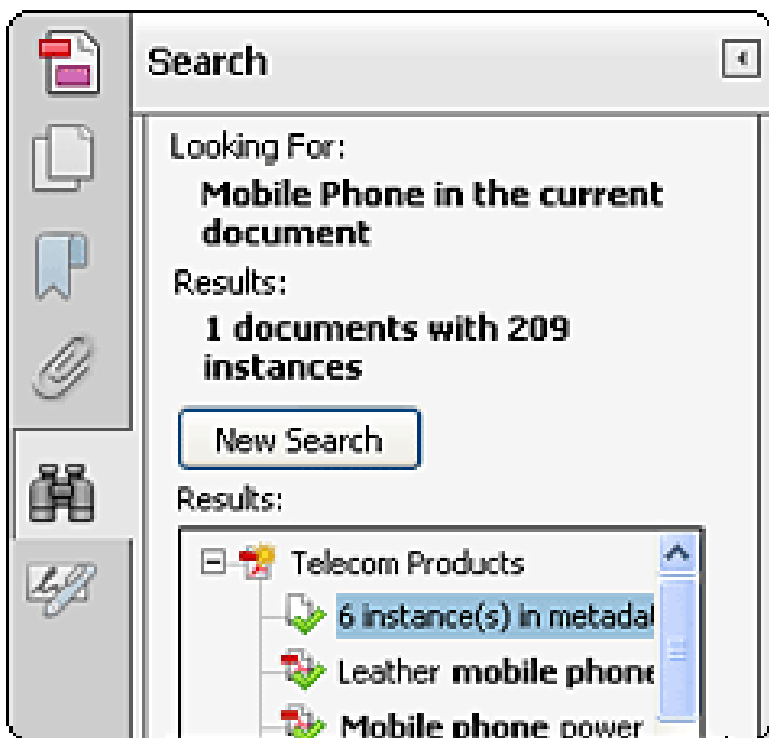 Search
Looking For:
Mobile Phone in the current
document
Results:
1 documents with 209
instances
New Search
Results:
Telecom Products
6 instance(s) in metada
Leather mobile phone
Mobile phone power